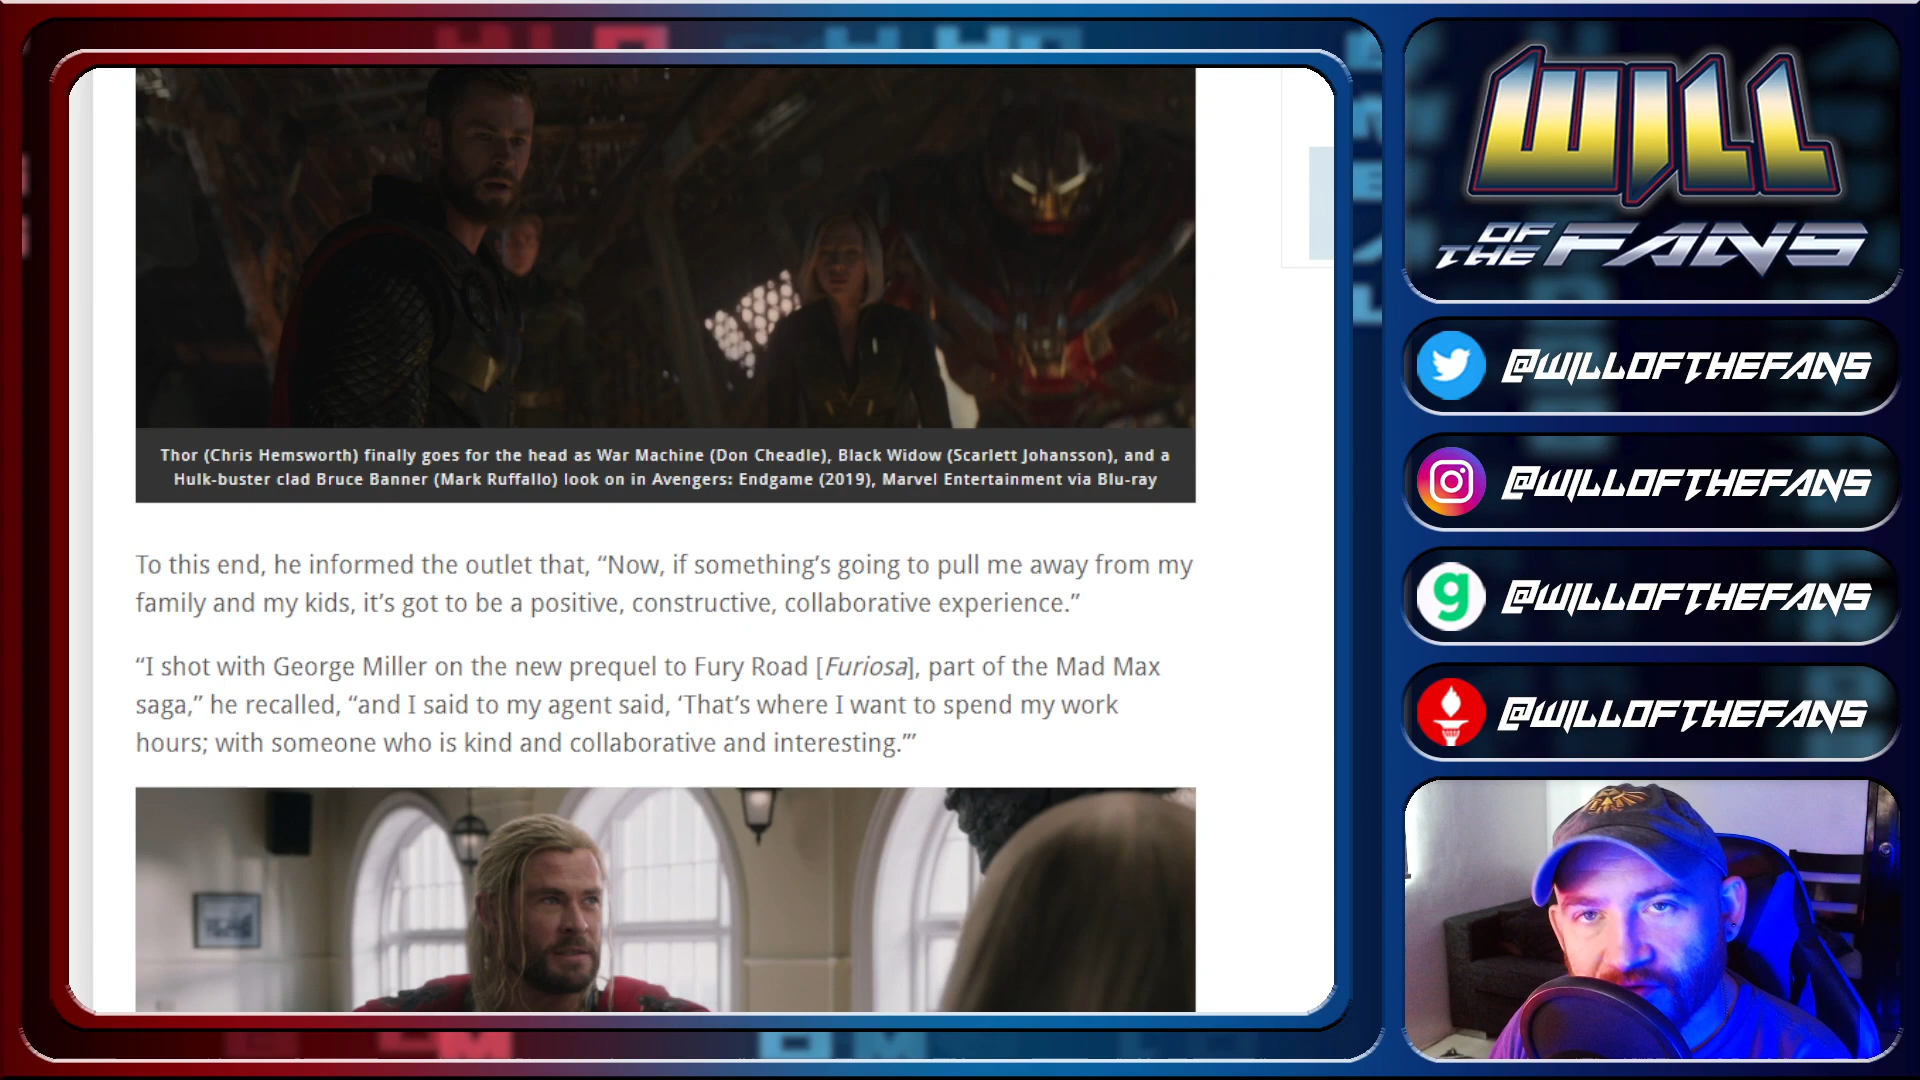 Thor (Chris Hemsworth) finally goes for the head as War Machine (Don Cheadle), Black Widow (Scarlett Johansson), and a
Hulk-buster clad Bruce Banner (Mark Ruffallo) look on in Avengers: Endgame (2019), Marvel Entertainment via Blu-ray
To this end, he informed the outlet that, “Now, if something’s going to pull me away from my
family and my kids, it’s got to be a positive, constructive, collaborative experience.”
“I shot with George Miller on the new prequel to Fury Road [Furiosa], part of the Mad Max
saga,” he recalled, “and I said to my agent said, ‘That’s where I want to spend my work
hours; with someone who is kind and collaborative and interesting.’”
WILL
OF
THE FANS
@WILLOFTHEFANS
@WILLOFTHEFANS
g
@WILLOFTHEFANS
@WILLOFTHEFANS